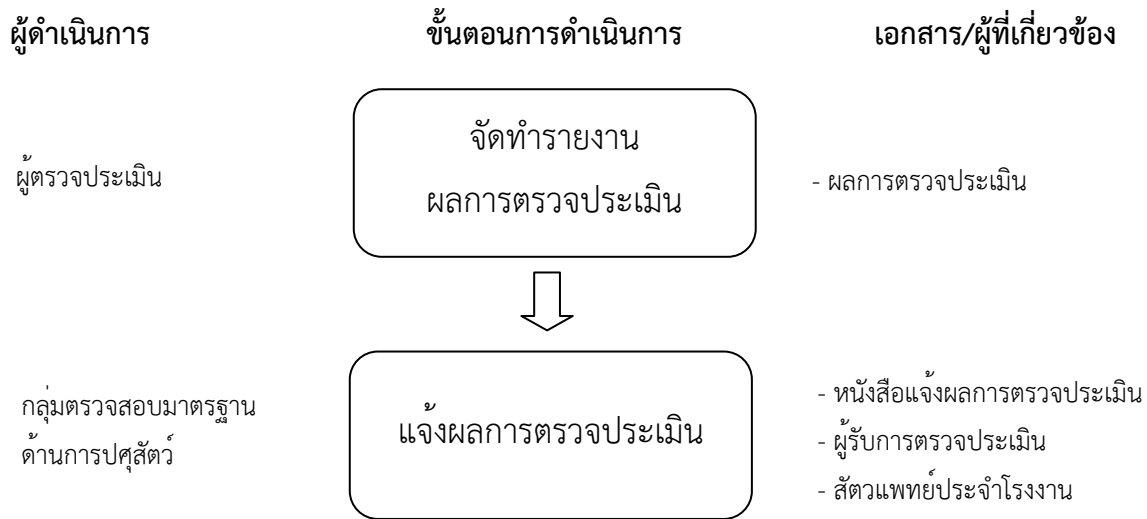 ผู้ดำเนินการ
ขั้นตอนการดำเนินการ
เอกสาร/ผู้ที่เกี่ยวข้อง
ผู้ตรวจประเมิน
จัดทำรายงาน
ผลการตรวจประเมิน
- ผลการตรวจประเมิน
กลุ่มตรวจสอบมาตรฐาน
ด้านการปศุสัตว์
แจ้งผลการตรวจประเมิน
- หนังสือแจ้งผลการตรวจประเมิน
- ผู้รับการตรวจประเมิน
- สัตวแพทย์ประจำโรงงาน